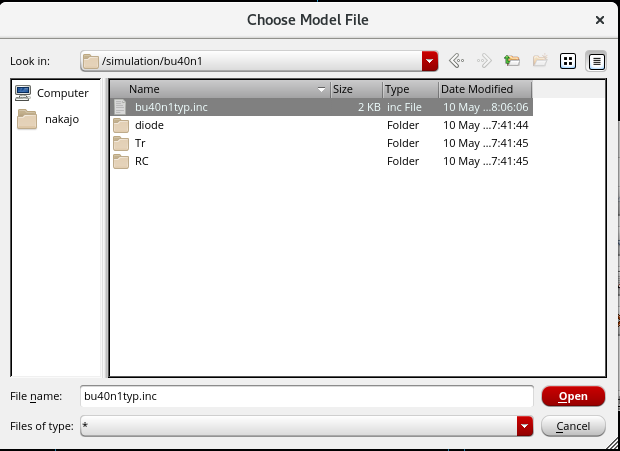 Choose Model File
Look in: /simulation/bu40n1
Computer
nakajo
Name Size Type Date Modified
bu40n1typ.inc 2 KB inc File 10 May ...8:06:06
diode Folder 10 May ...7:41:44
Tr Folder 10 May ...7:41:45
RC Folder 10 May ...7:41:45
File name: bu40n1typ.inc Open
Files of type: * Cancel